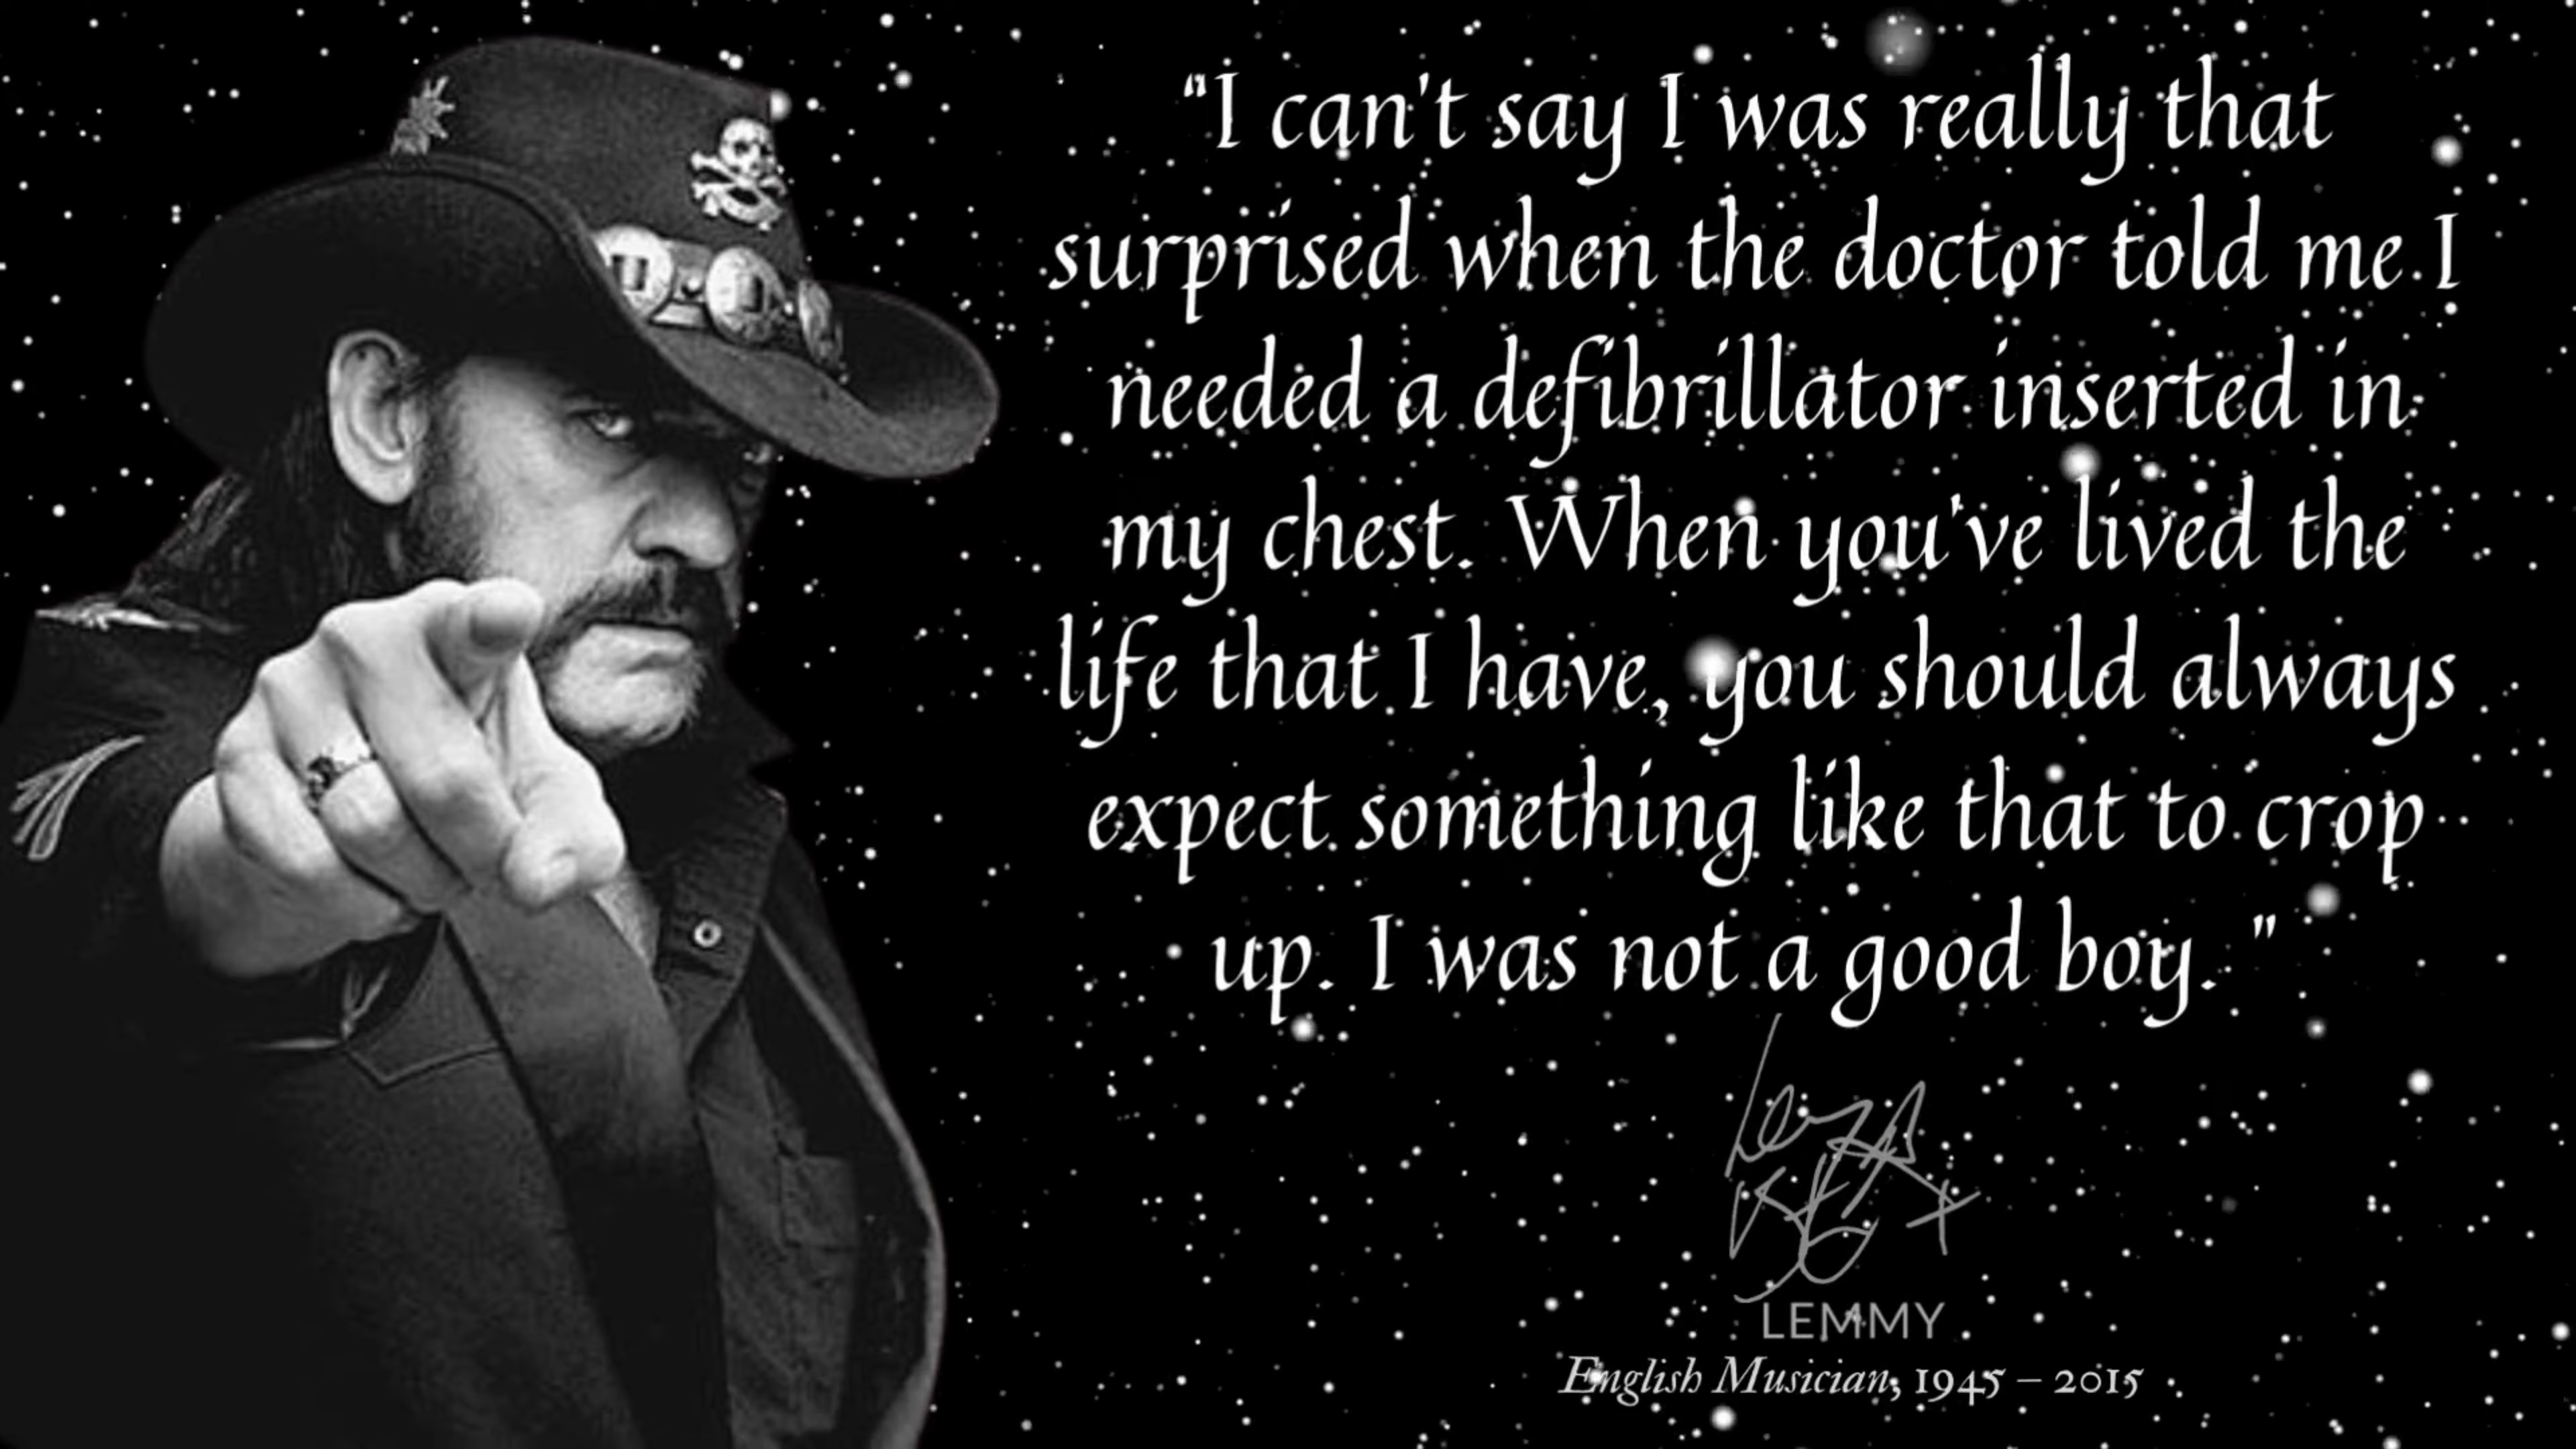 "I can't say I was really that
surprised when the doctor told me I
needed a defibrillator inserted in
my chest. When you've lived the
life that I have, you should always
expect something like that to crop
up. I was not a good boy. "
LEMMY
English Musician, 1945 – 2015